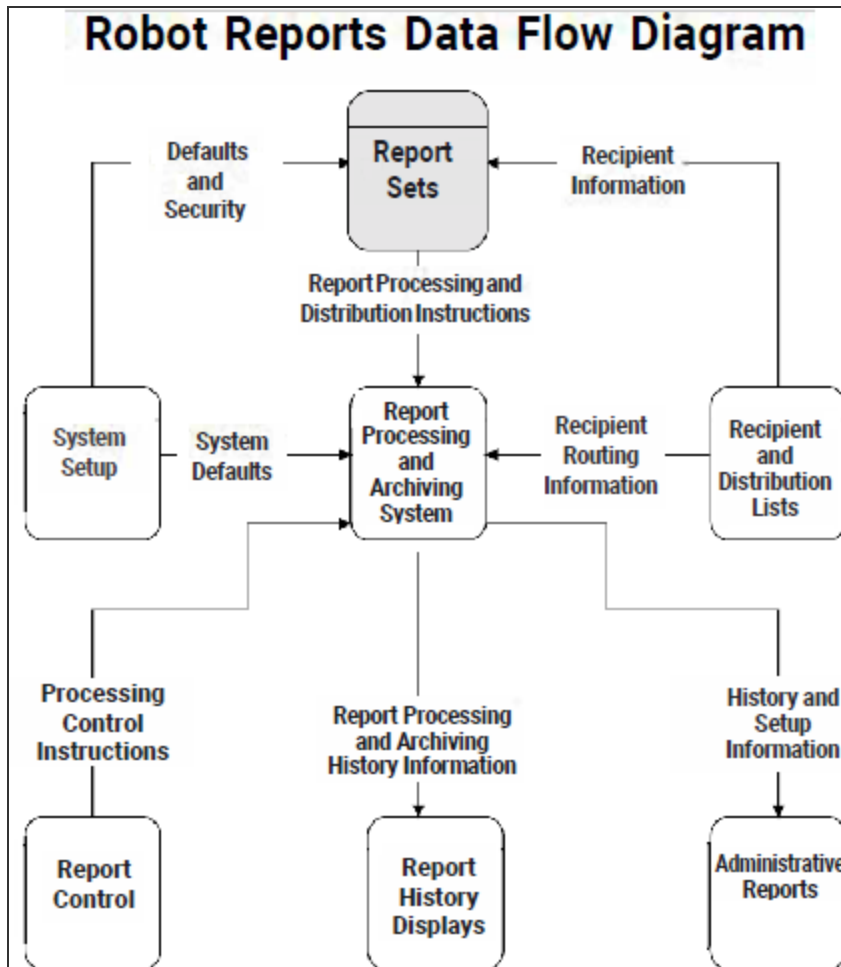 Robot Reports Data Flow Diagram
Report
Sets
Defaults
and
Security
Recipient
Information
Report Processing and
Distribution Instructions
System
Setup
System
Defaults
Report
Processing
and
Archiving
System
Recipient
Routing
Information
Recipient
and
Distribution
Lists
Processing
Control
Instructions
Report Processing
and Archiving
History Information
History and
Setup
Information
Report
Control
Report
History
Displays
Administrative
Reports